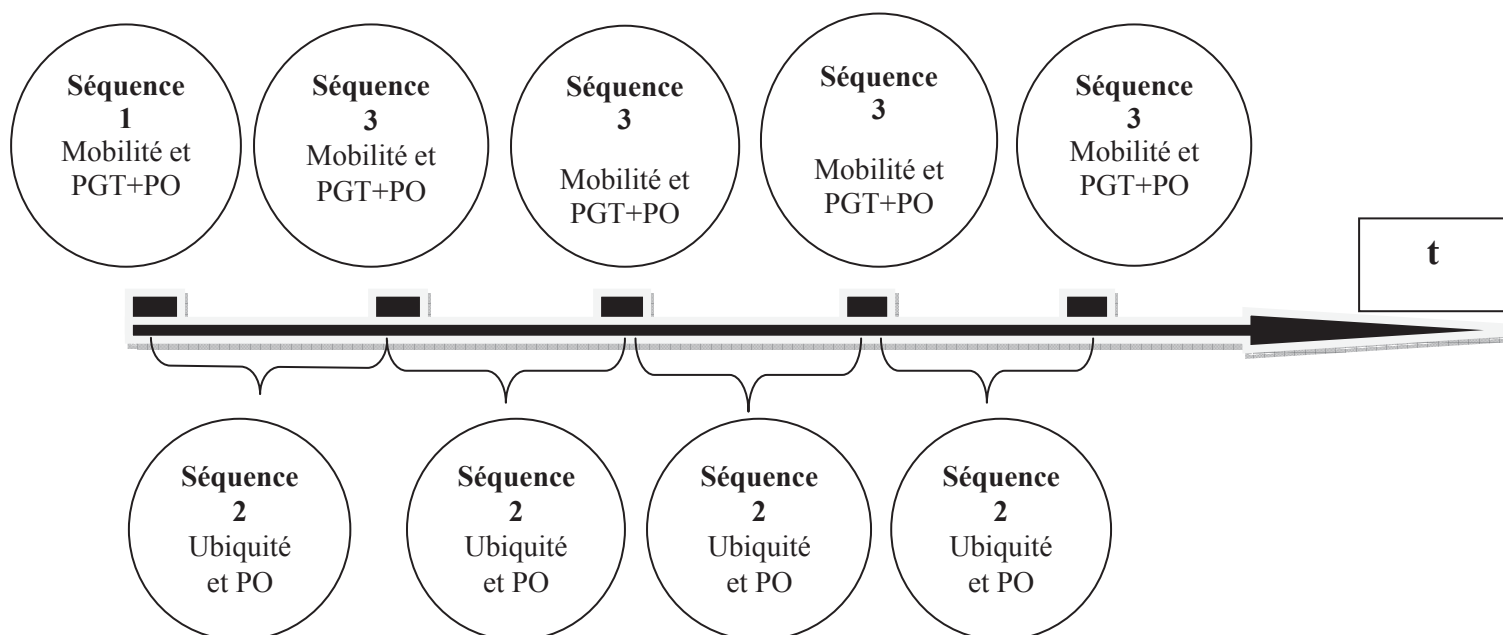 Séquence
1
Mobilité et
PGT+PO
Séquence
3
Mobilité et
PGT+PO
Séquence
3
Mobilité et
PGT+PO
Séquence
3
Mobilité et
PGT+PO
Séquence
3
Mobilité et
PGT+PO
t
Séquence
2
Ubiquité
et PO
Séquence
2
Ubiquité
et PO
Séquence
2
Ubiquité
et PO
Séquence
2
Ubiquité
et PO